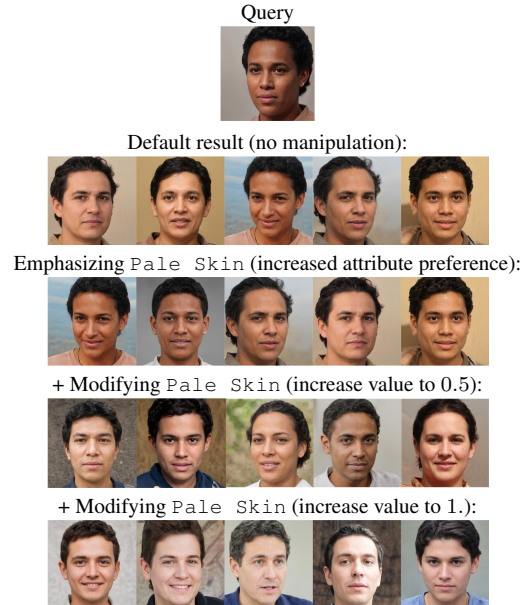 Query
Default result (no manipulation):
Emphasizing Pale Skin (increased attribute preference):
+ Modifying Pale Skin (increase value to 0.5):
+ Modifying Pale Skin (increase value to 1.):